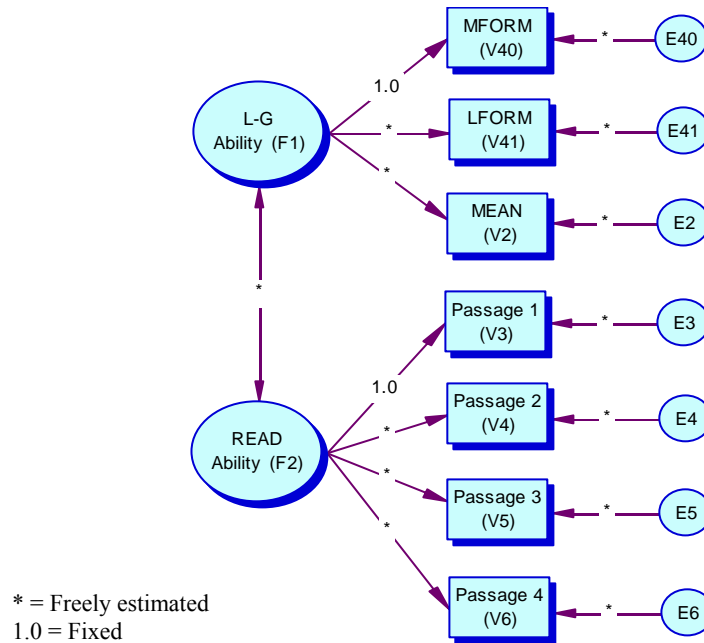 MFORM
(V40)
*
E40
1.0
L-G
Ability (F1)
*
LFORM
(V41)
*
E41
*
MEAN
(V2)
*
E2
*
Passage 1
(V3)
*
E3
1.0
READ
Ability (F2)
*
Passage 2
(V4)
*
E4
*
Passage 3
(V5)
*
E5
*
Passage 4
(V6)
*
E6
* = Freely estimated
1.0 = Fixed